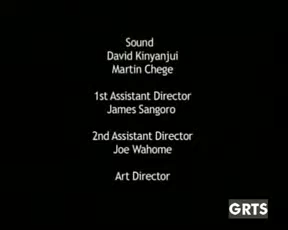 Sound
David Kinyanjui
Martin Chege
1st Assistant Director
James Sangoro
2nd Assistant Director
Joe Wahome
Art Director
GRTS